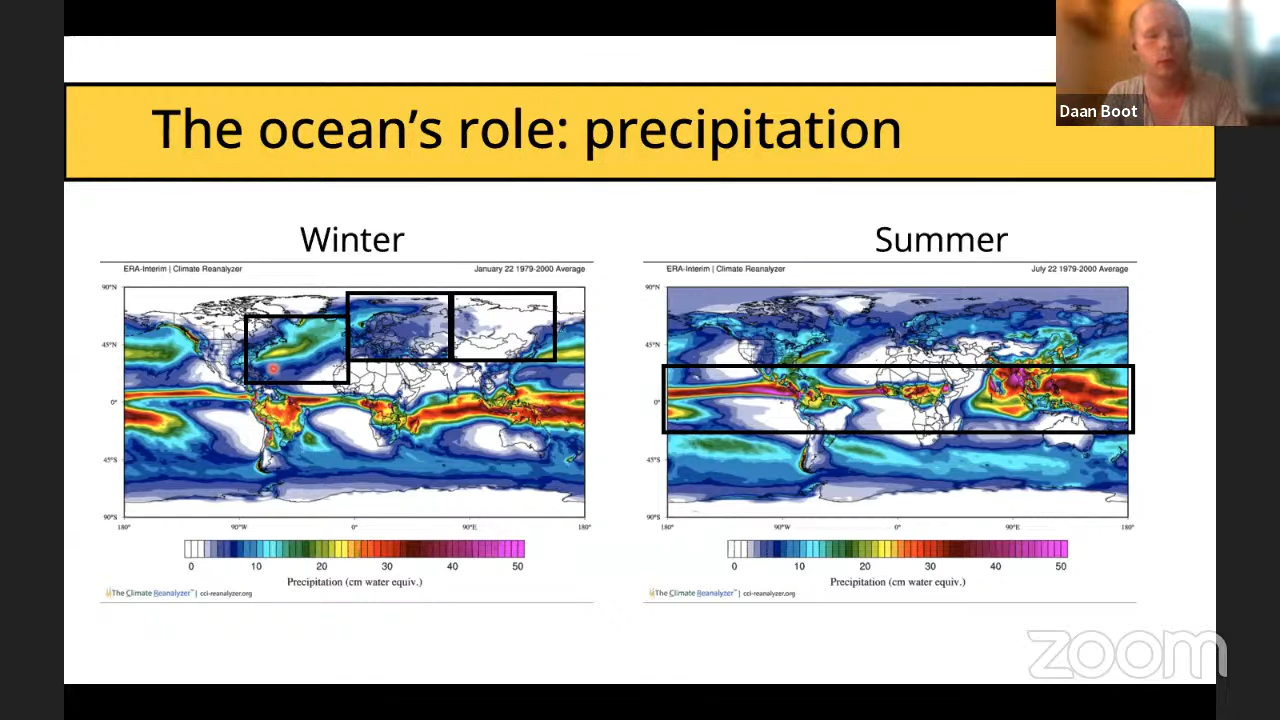 Daan Boot
The ocean's role: precipitation
Winter
Summer
ERA-Interim | Climate Reanalyzer
January 22 1979-2000 Average
ERA-Interim | Climate Reanalyzer
July 22 1979-2000 Average
90°N
45°N
0°
45°S
90°S
180°
90°W
0°
90°E
180°
90°N
45°N
0°
45°S
90°S
180°
90°W
0°
90°E
180°
0 10 20 30 40 50
Precipitation (cm water equiv.)
The Climate Reanalyzer™ | cci-reanalyzer.org
0 10 20 30 40 50
Precipitation (cm water equiv.)
The Climate Reanalyzer™ | cci-reanalyzer.org
zoom